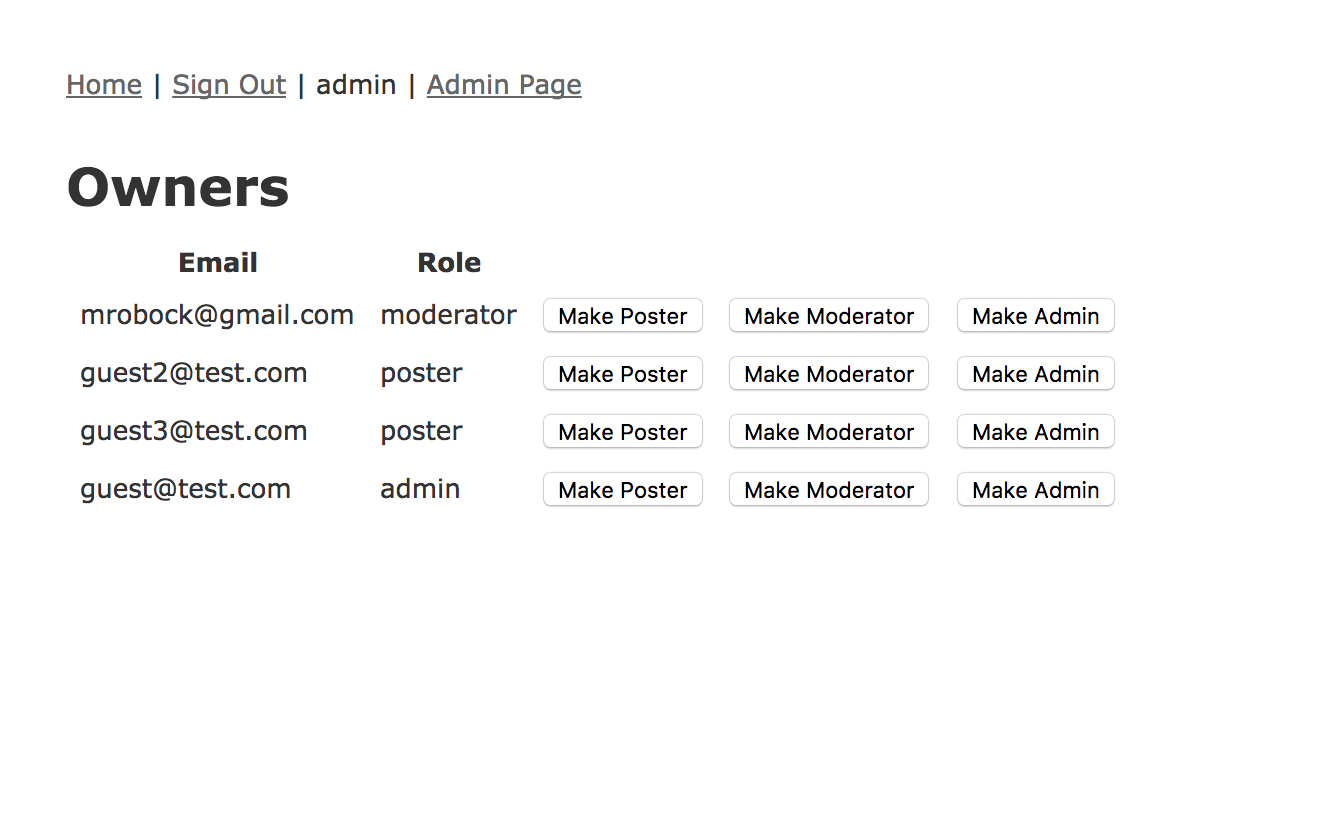 Home | Sign Out | admin | Admin Page
Owners
Email Role
mrobock@gmail.com moderator Make Poster Make Moderator Make Admin
guest2@test.com poster Make Poster Make Moderator Make Admin
guest3@test.com poster Make Poster Make Moderator Make Admin
guest@test.com admin Make Poster Make Moderator Make Admin